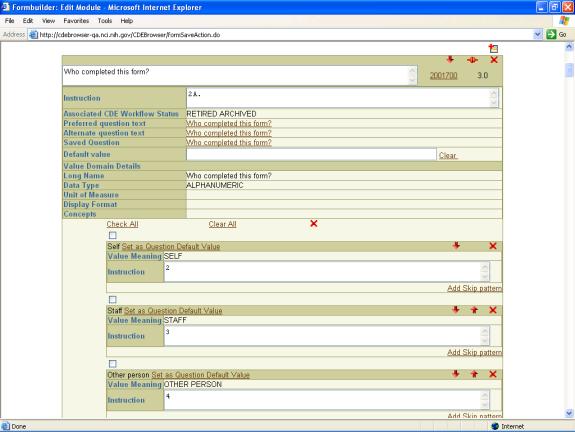 Formbuilder: Edit Module - Microsoft Internet Explorer
File Edit View Favorites Tools Help
Address http://cdebrowser-qa.nci.nih.gov/CDEBrowser/formSaveAction.do Go
Who completed this form? 2001700 3.0
Instruction 2A.
Associated CDE Workflow Status RETIRED ARCHIVED
Preferred question text Who completed this form?
Alternate question text Who completed this form?
Saved Question Who completed this form?
Default value Clear
Value Domain Details
Long Name Who completed this form?
Data Type ALPHANUMERIC
Unit of Measure
Display Format
Concepts
Check All Clear All
Self Set as Question Default Value
Value Meaning SELF
Instruction 2
Add Skip pattern
Staff Set as Question Default Value
Value Meaning STAFF
Instruction 3
Add Skip pattern
Other person Set as Question Default Value
Value Meaning OTHER PERSON
Instruction 4
Add Skip pattern
Done Internet